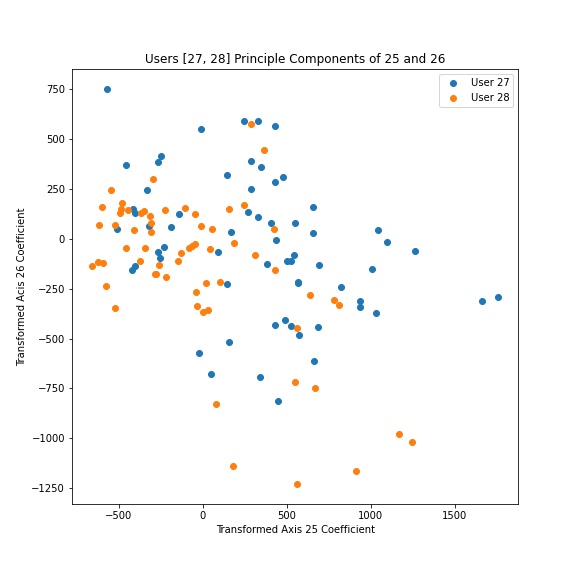 Users [27, 28] Principle Components of 25 and 26
User 27
User 28
750
500
250
0
−250
−500
−750
−1000
−1250
Transformed Acis 26 Coefficient
−500
0
500
1000
1500
Transformed Axis 25 Coefficient